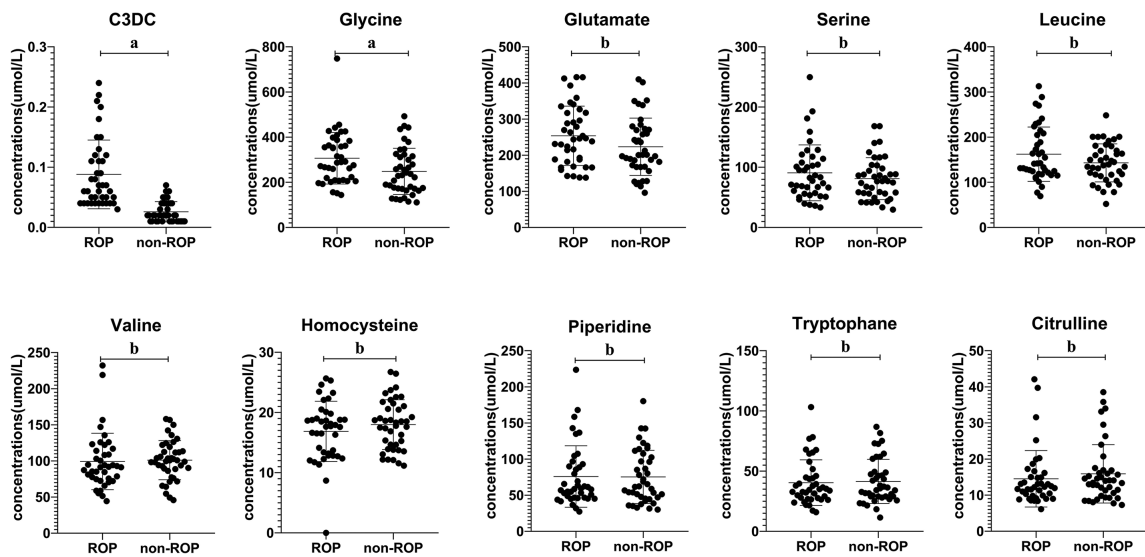 C3DC
Glycine
Glutamate
Serine
Leucine
a
a
b
b
b
concentrations(umol/L)
0.3
0.2
0.1
0.0
ROP
non-ROP
concentrations(umol/L)
800
600
400
200
0
ROP
non-ROP
concentrations(umol/L)
500
400
300
200
100
0
ROP
non-ROP
concentrations(umol/L)
300
200
100
0
ROP
non-ROP
concentrations(umol/L)
400
300
200
100
0
ROP
non-ROP
Valine
Homocysteine
Piperidine
Tryptophane
Citrulline
b
b
b
b
b
concentrations(umol/L)
250
200
150
100
50
0
ROP
non-ROP
concentrations(umol/L)
30
20
10
0
ROP
non-ROP
concentrations(umol/L)
250
200
150
100
50
0
ROP
non-ROP
concentrations(umol/L)
150
100
50
0
ROP
non-ROP
concentrations(umol/L)
50
40
30
20
10
0
ROP
non-ROP